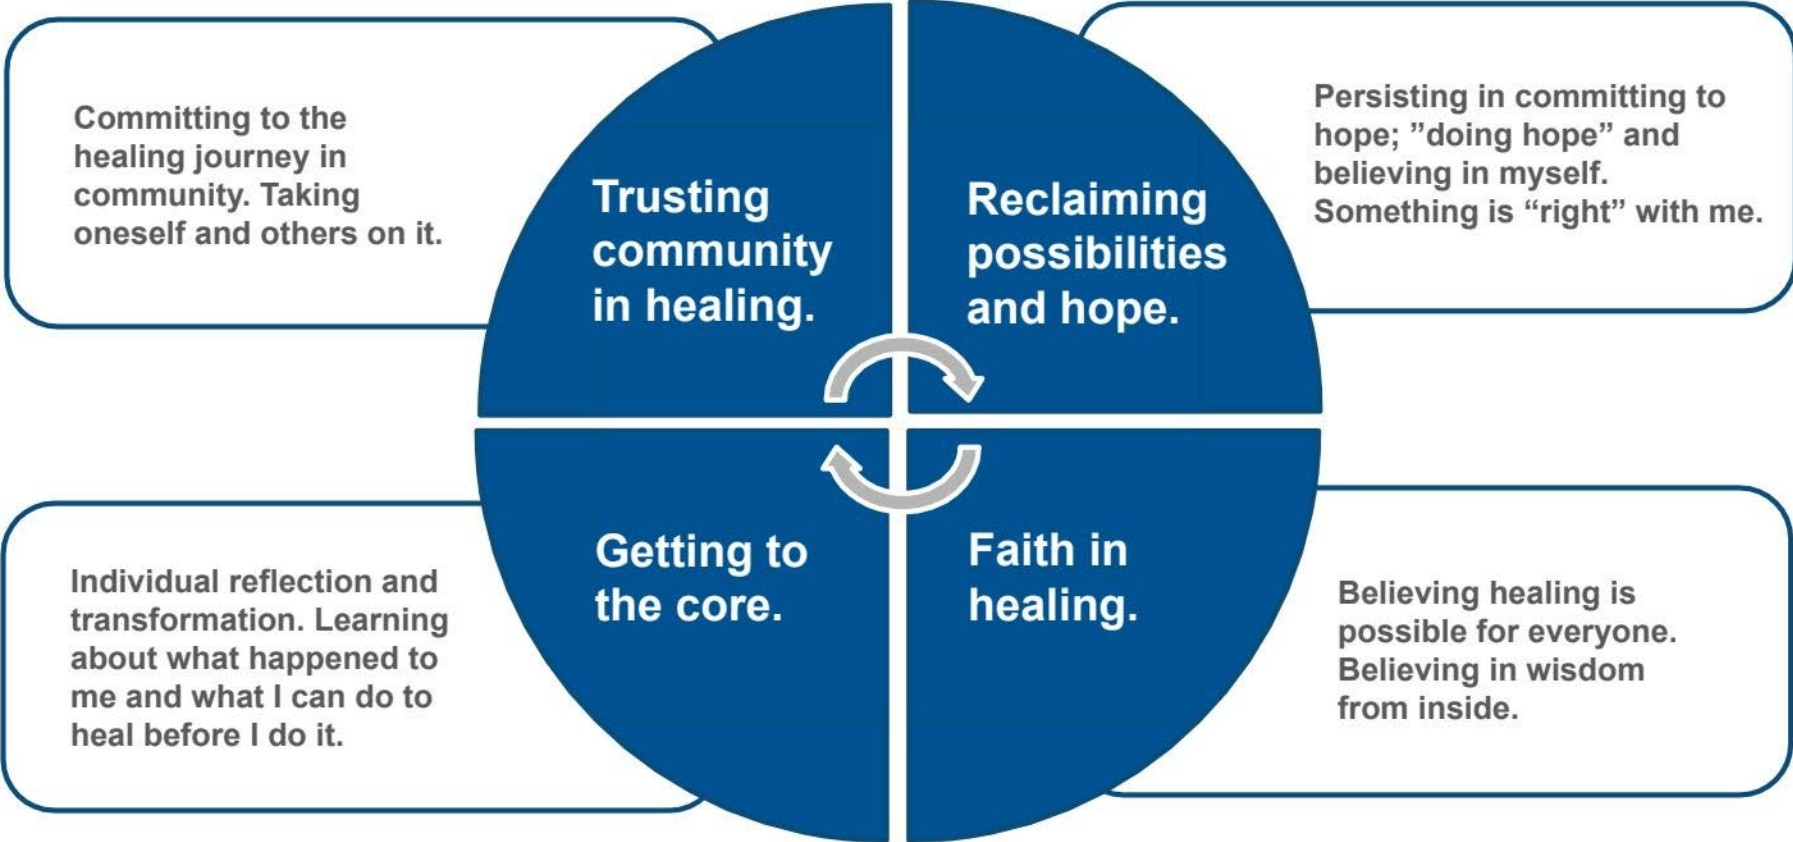 Committing to the
healing journey in
community. Taking
oneself and others on it.
Trusting
community
in healing.
Reclaiming
possibilities
and hope.
Persisting in committing to
hope; ”doing hope” and
believing in myself.
Something is “right” with me.
Individual reflection and
transformation. Learning
about what happened to
me and what I can do to
heal before I do it.
Getting to
the core.
Faith in
healing.
Believing healing is
possible for everyone.
Believing in wisdom
from inside.